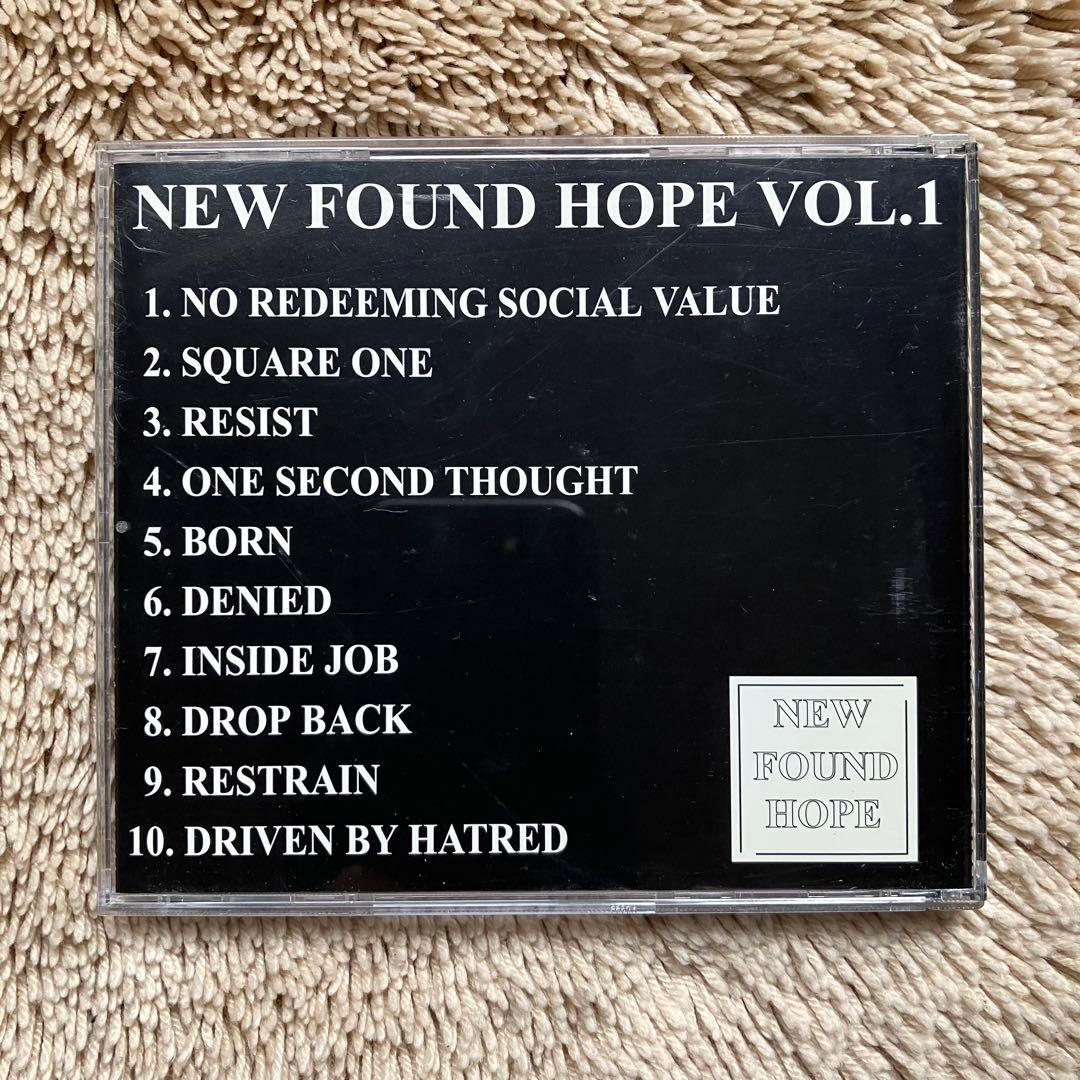 NEW FOUND HOPE VOL.1
1. NO REDEEMING SOCIAL VALUE
2. SQUARE ONE
3. RESIST
4. ONE SECOND THOUGHT
5. BORN
6. DENIED
7. INSIDE JOB
8. DROP BACK
9. RESTRAIN
10. DRIVEN BY HATRED
NEW
FOUND
HOPE